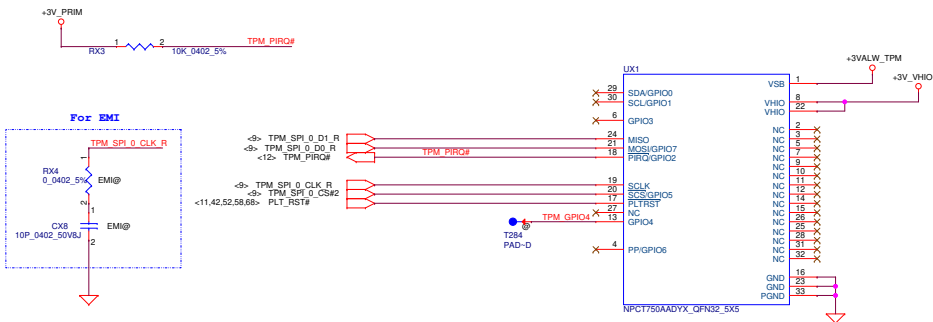 +3V_PRIM
1 2 TPM_PIRQ#
RX3 10K_0402_5%
For EMI
TPM_SPI_0_CLK_R
1
RX4
0_0402_5% EMI@
2
1
CX8 EMI@
10P_0402_50V8J
2
<9> TPM_SPI_0_D1_R
<9> TPM_SPI_0_D0_R
<12> TPM_PIRQ# TPM_PIRQ#
<9> TPM_SPI_0_CLK_R
<9> TPM_SPI_0_CS#2
<11,42,52,58,68> PLT_RST#
TPM_GPIO4
@
T284
PAD~D
UX1
29 SDA/GPIO0
30 SCL/GPIO1
6 GPIO3
24 MISO
21 MOSI/GPIO7
18 PIRQ/GPIO2
19 SCLK
20 SCS/GPIO5
17 PLTRST
27 NC
13 GPIO4
4 PP/GPIO6
+3VALW_TPM
+3V_VHIO
VSB 1
VHIO 8
VHIO 22
NC 2
NC 3
NC 5
NC 7
NC 9
NC 10
NC 11
NC 12
NC 14
NC 15
NC 26
NC 25
NC 28
NC 31
NC 32
GND 16
GND 23
PGND 33
NPCT750AADYX_QFN32_5X5